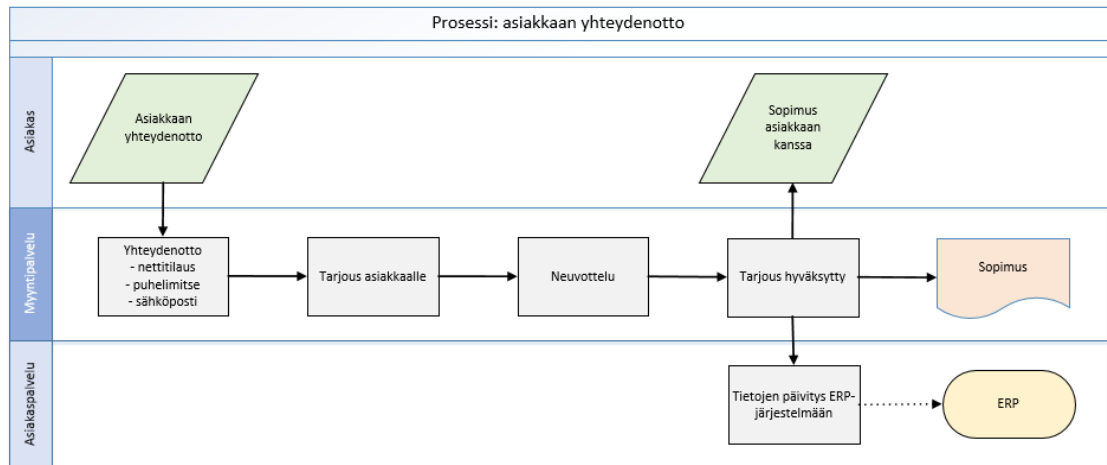 Prosessi: asiakkaan yhteydenotto
Asiakas
Asiakkaan
yhteydenotto
Sopimus
asiakkaan
kanssa
Myyntipalvelu
Yhteydenotto
- nettitilaus
- puhelimitse
- sähköposti
Tarjous asiakkaalle
Neuvottelu
Tarjous hyväksytty
Sopimus
Asiakaspalvelu
Tietojen päivitys ERP-
järjestelmään
ERP